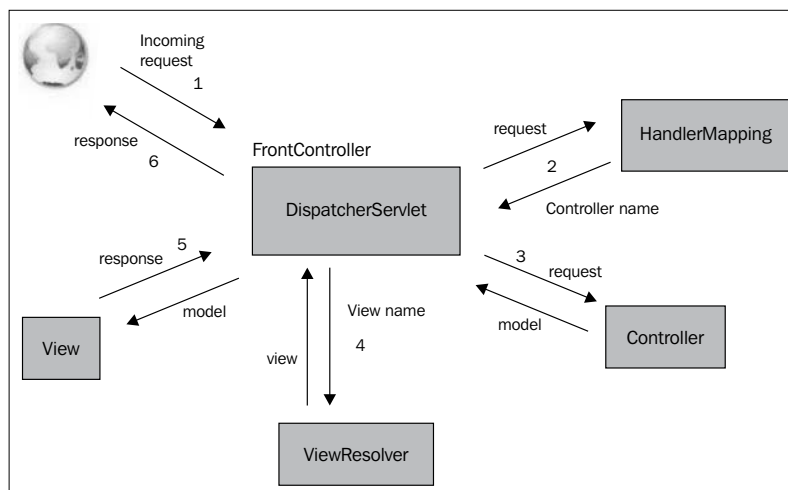 Incoming
request
1
response
6
FrontController
DispatcherServlet
request
HandlerMapping
2
Controller name
3
request
model
Controller
5
response
model
View
View name
4
view
ViewResolver